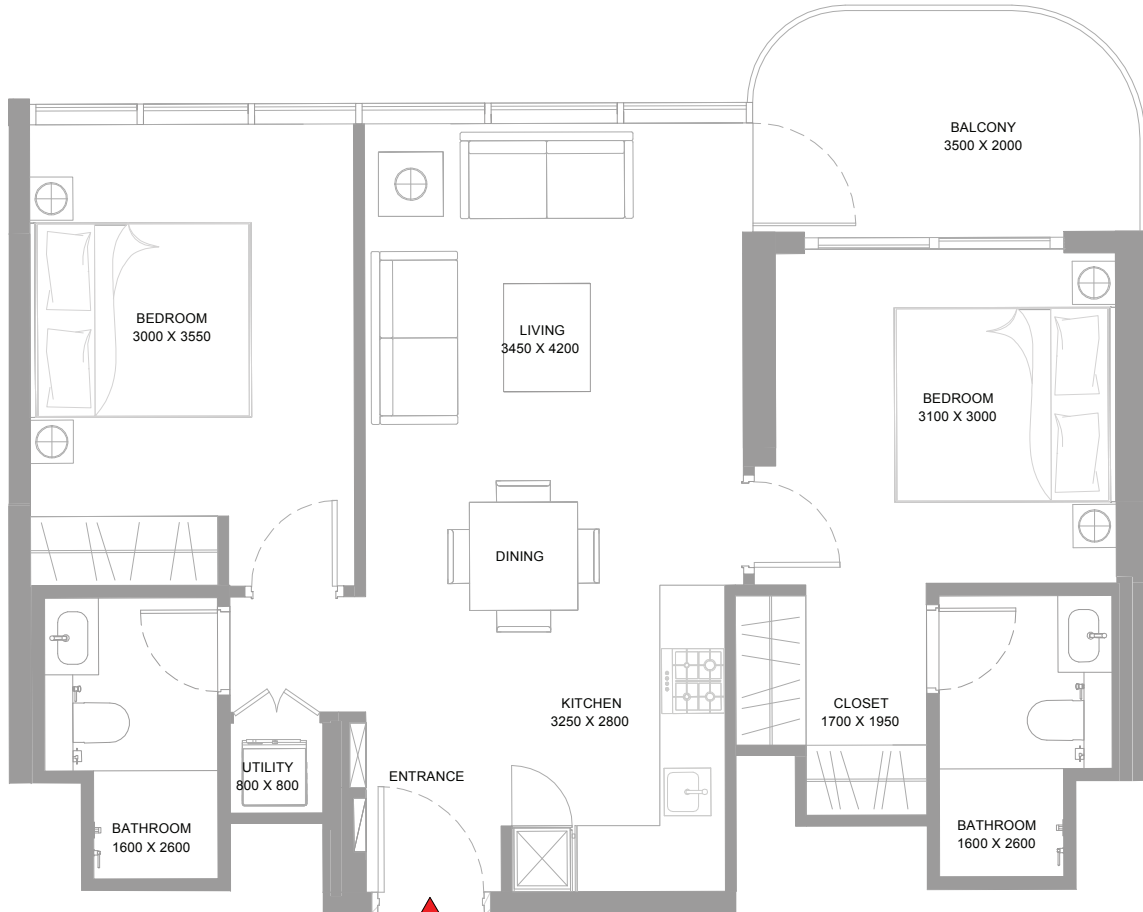 BALCONY
3500 X 2000
BEDROOM
3000 X 3550
LIVING
3450 X 4200
BEDROOM
3100 X 3000
DINING
KITCHEN
3250 X 2800
CLOSET
1700 X 1950
UTILITY
800 X 800
ENTRANCE
BATHROOM
1600 X 2600
BATHROOM
1600 X 2600